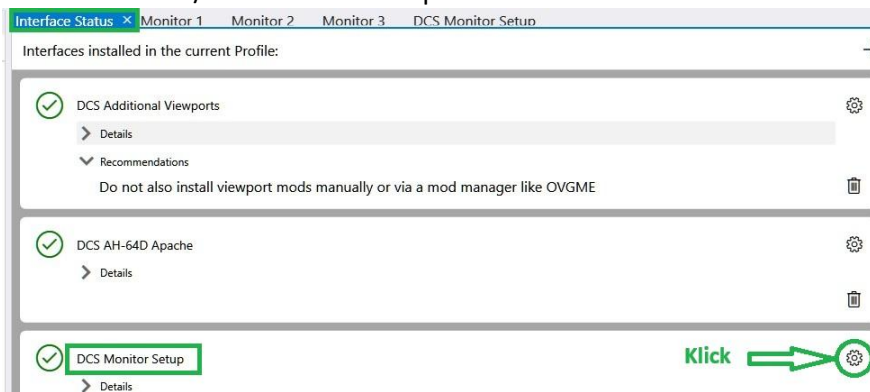 Interface Status × Monitor 1 Monitor 2 Monitor 3 DCS Monitor Setup
Interfaces installed in the current Profile:
DCS Additional Viewports
Details
Recommendations
Do not also install viewport mods manually or via a mod manager like OVGME
DCS AH-64D Apache
Details
DCS Monitor Setup Klick
Details